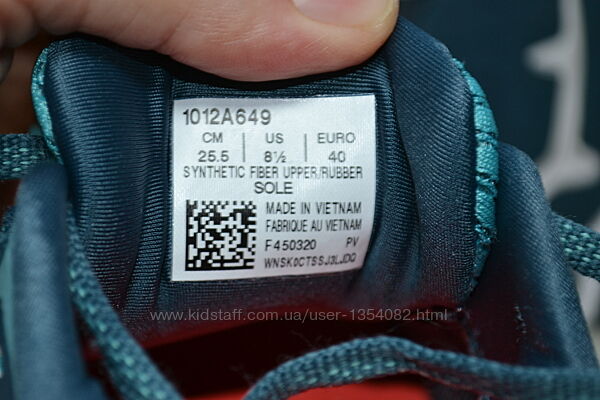 1012A649
CM US EURO
25.5 8½ 40
SYNTHETIC FIBER UPPER/RUBBER
SOLE
MADE IN VIETNAM
FABRIQUE AU VIETNAM
F450320 PV
WNSK0CTSSJ3LJDQ
www.kidstaff.com.ua/user-1354082.html